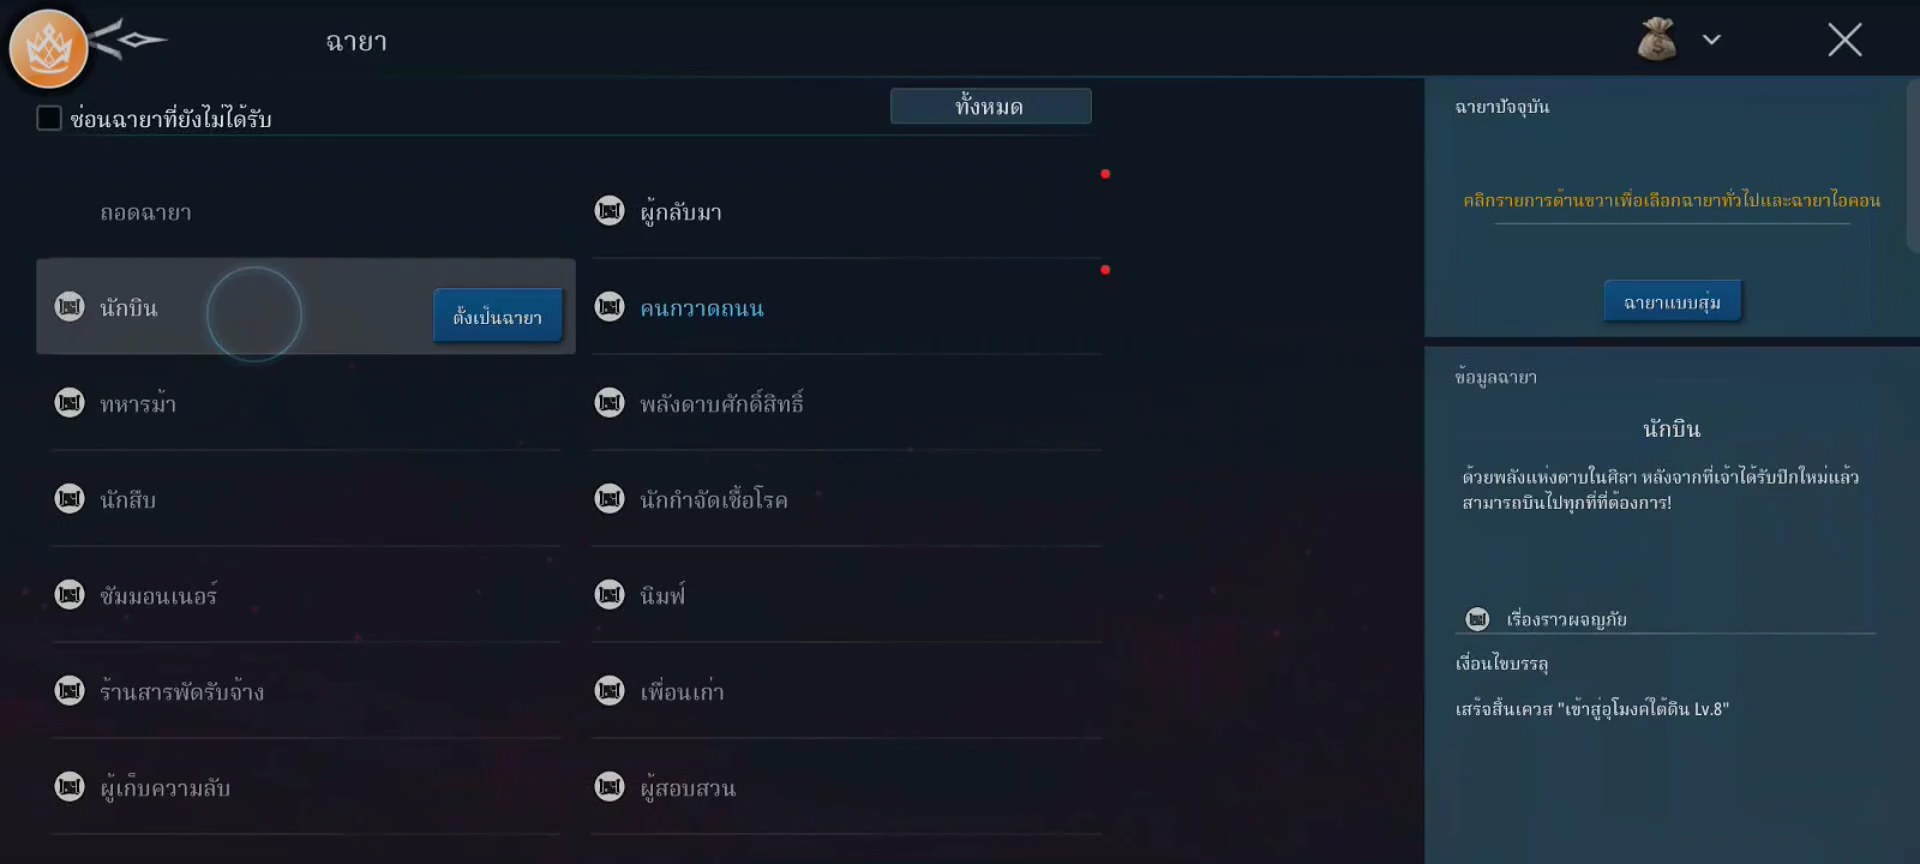 ฉายา
ซ่อนฉายาที่ยังไม่ได้รับ
ทั้งหมด
ถอดฉายา
ผู้กลับมา
นักบิน
ตั้งเป็นฉายา
คนกวาดถนน
ทหารม้า
พลังดาบศักดิ์สิทธิ์
นักสืบ
นักกำจัดเชื้อโรค
ซัมมอนเนอร์
นิมฟ์
ร้านสารพัดรับจ้าง
เพื่อนเก่า
ผู้เก็บความลับ
ผู้สอบสวน
ฉายาปัจจุบัน
คลิกรายการด้านขวาเพื่อเลือกฉายาทั่วไปและฉายาไอคอน
ฉายาแบบสุ่ม
ข้อมูลฉายา
นักบิน
ด้วยพลังแห่งดาบในศิลา หลังจากที่เจ้าได้รับปีกใหม่แล้ว
สามารถบินไปทุกที่ที่ต้องการ!
เรื่องราวผจญภัย
เงื่อนไขบรรลุ
เสร็จสิ้นเควส "เข้าสู่อุโมงค์ใต้ดิน Lv.8"